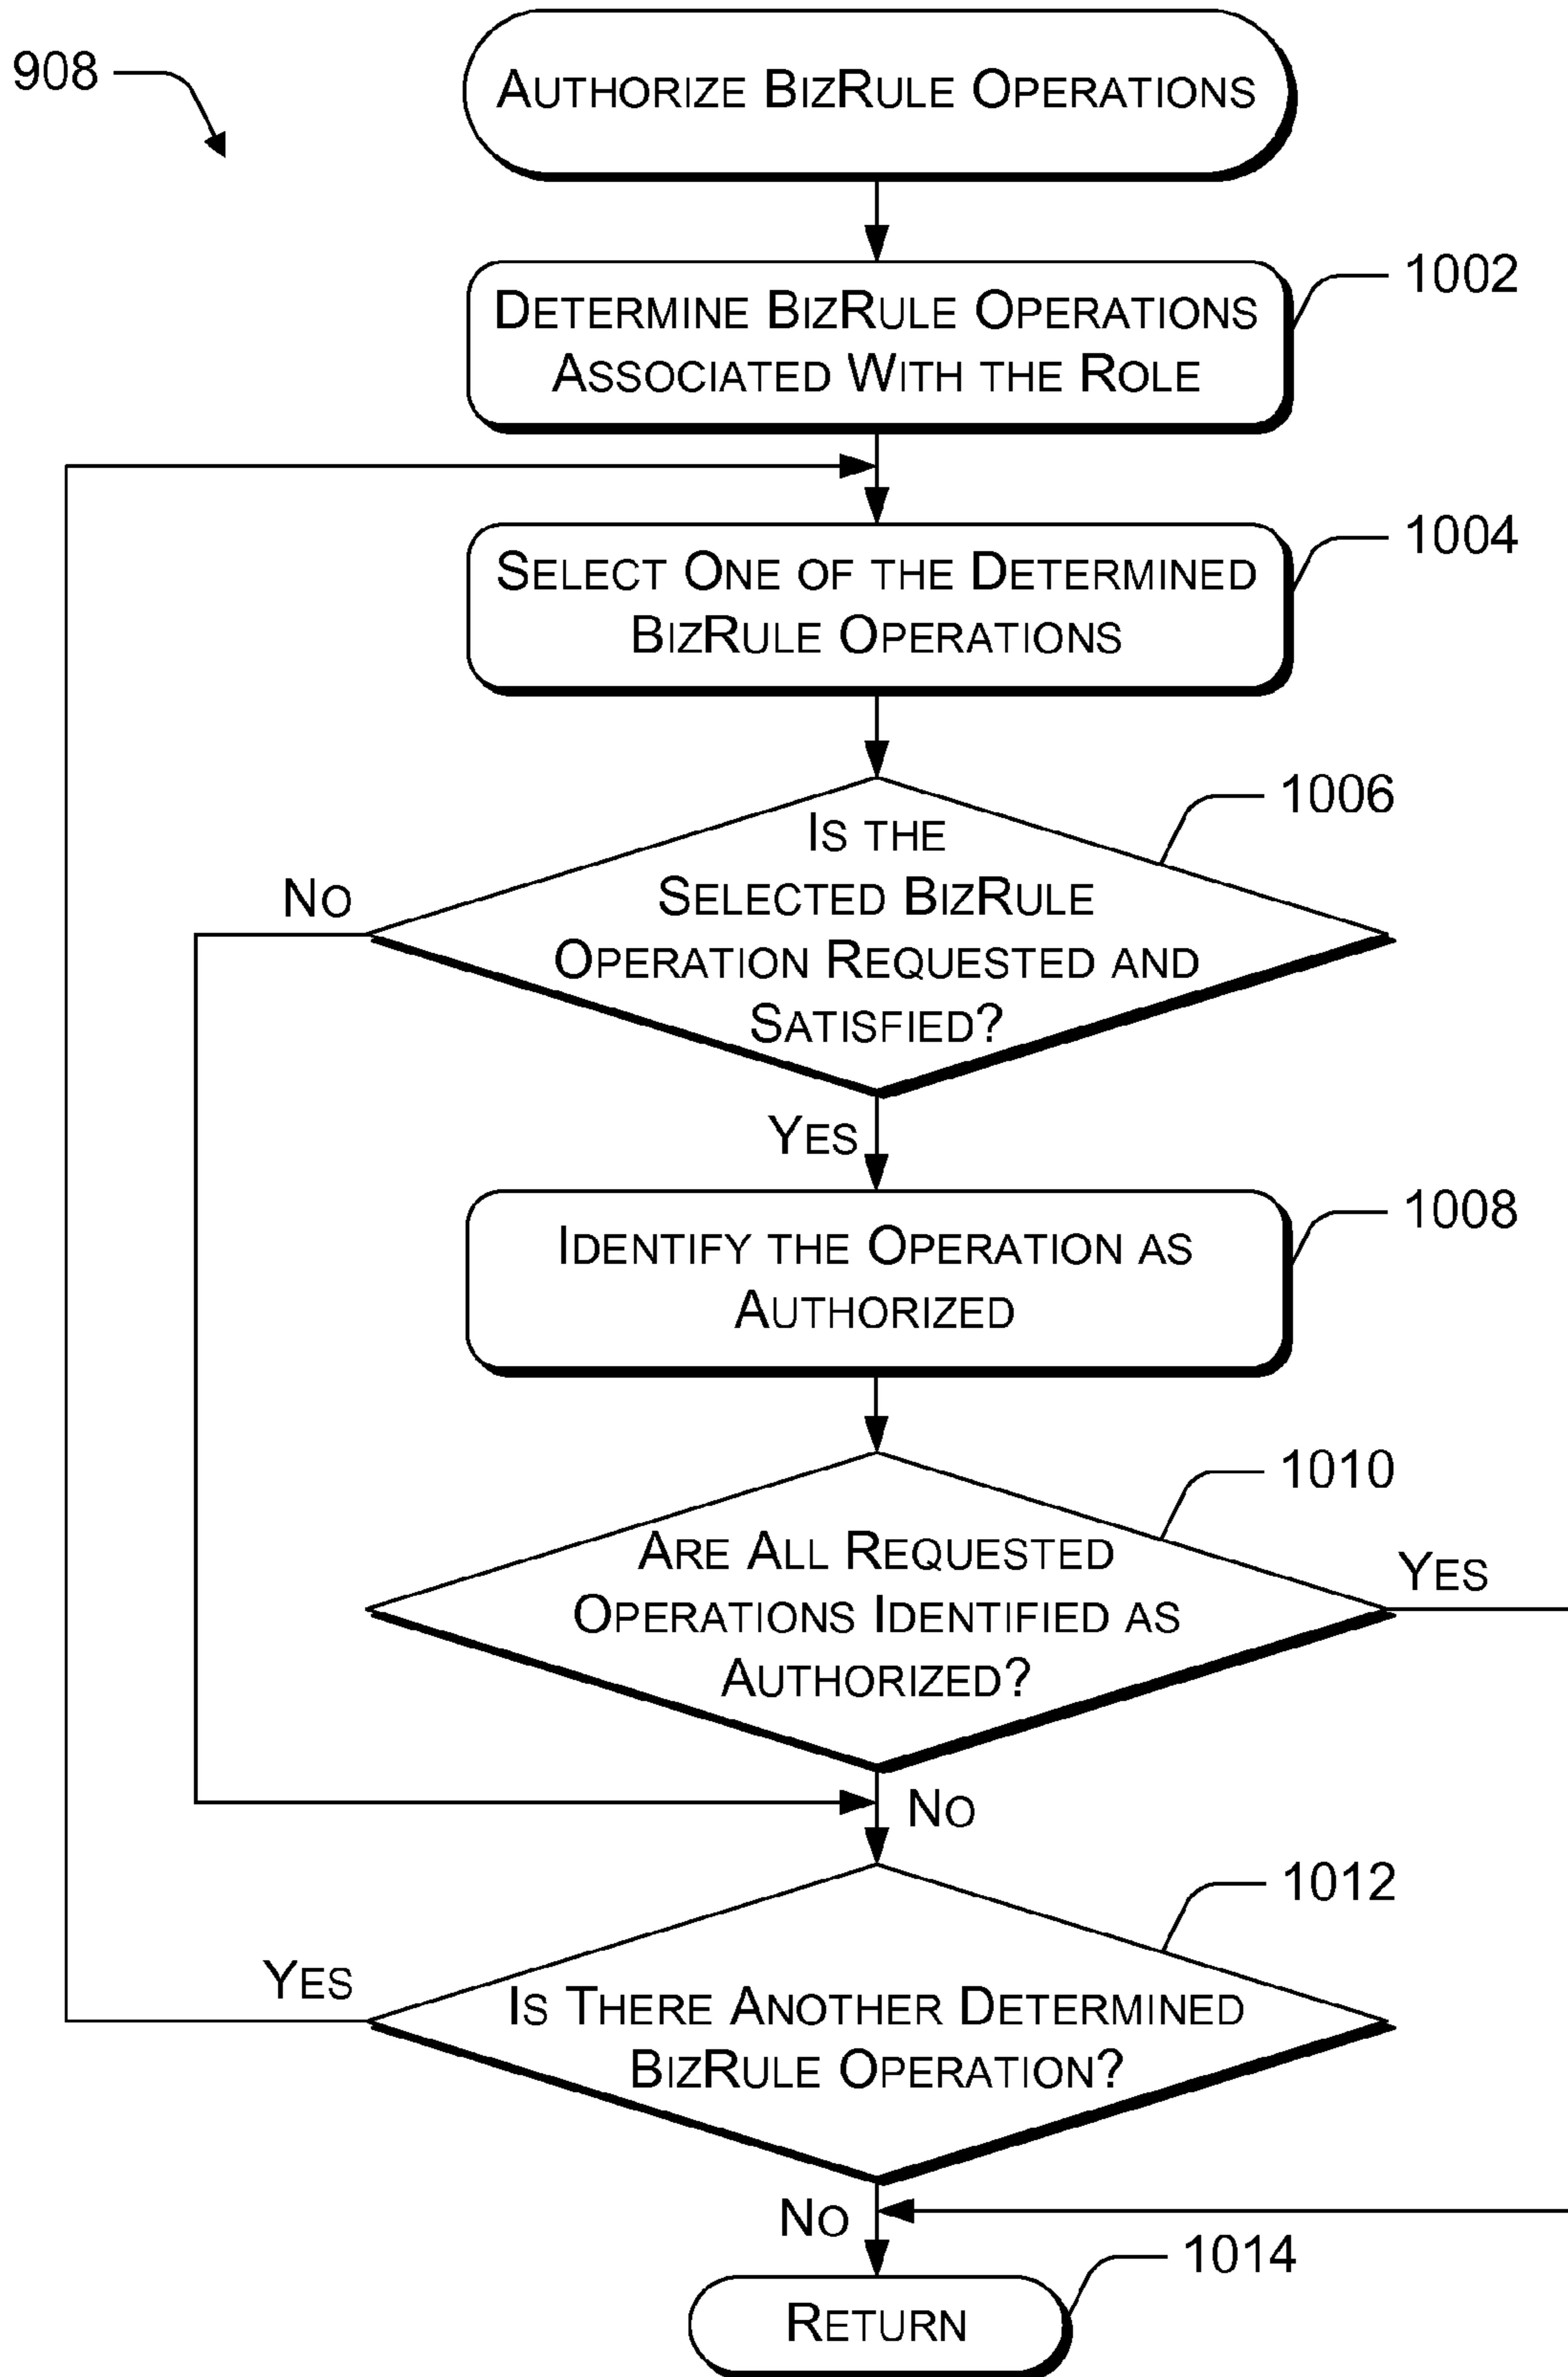 908
AUTHORIZE BIZRULE OPERATIONS
1002
DETERMINE BIZRULE OPERATIONS
ASSOCIATED WITH THE ROLE
1004
SELECT ONE OF THE DETERMINED
BIZRULE OPERATIONS
1006
IS THE
SELECTED BIZRULE
OPERATION REQUESTED AND
SATISFIED?
NO
YES
1008
IDENTIFY THE OPERATION AS
AUTHORIZED
1010
ARE ALL REQUESTED
OPERATIONS IDENTIFIED AS
AUTHORIZED?
YES
NO
1012
IS THERE ANOTHER DETERMINED
BIZRULE OPERATION?
YES
NO
1014
RETURN